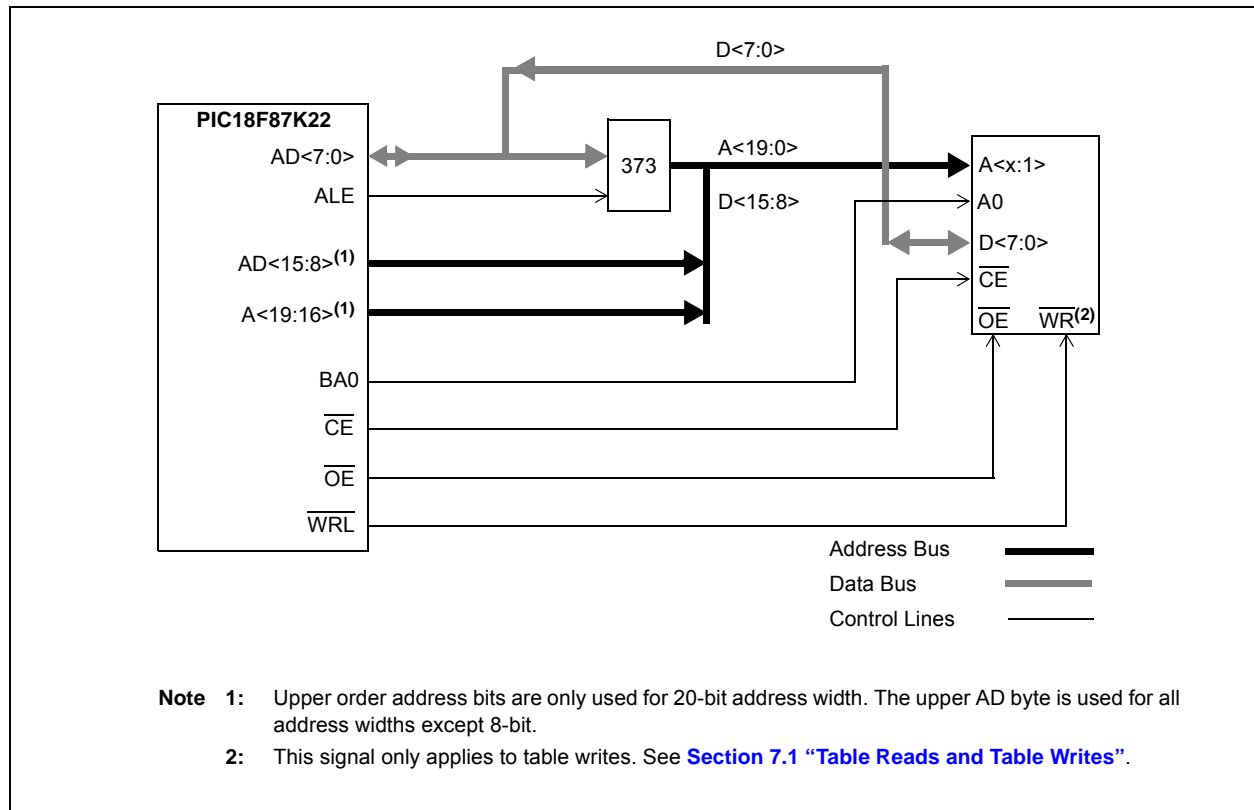 D<7:0>
PIC18F87K22
AD<7:0>
373
A<19:0>
A<x:1>
ALE
D<15:8>
A0
AD<15:8>(1)
D<7:0>
CE
A<19:16>(1)
OE WR(2)
BA0
CE
OE
WRL
Address Bus
Data Bus
Control Lines
Note 1: Upper order address bits are only used for 20-bit address width. The upper AD byte is used for all
address widths except 8-bit.
2: This signal only applies to table writes. See Section 7.1 “Table Reads and Table Writes”.